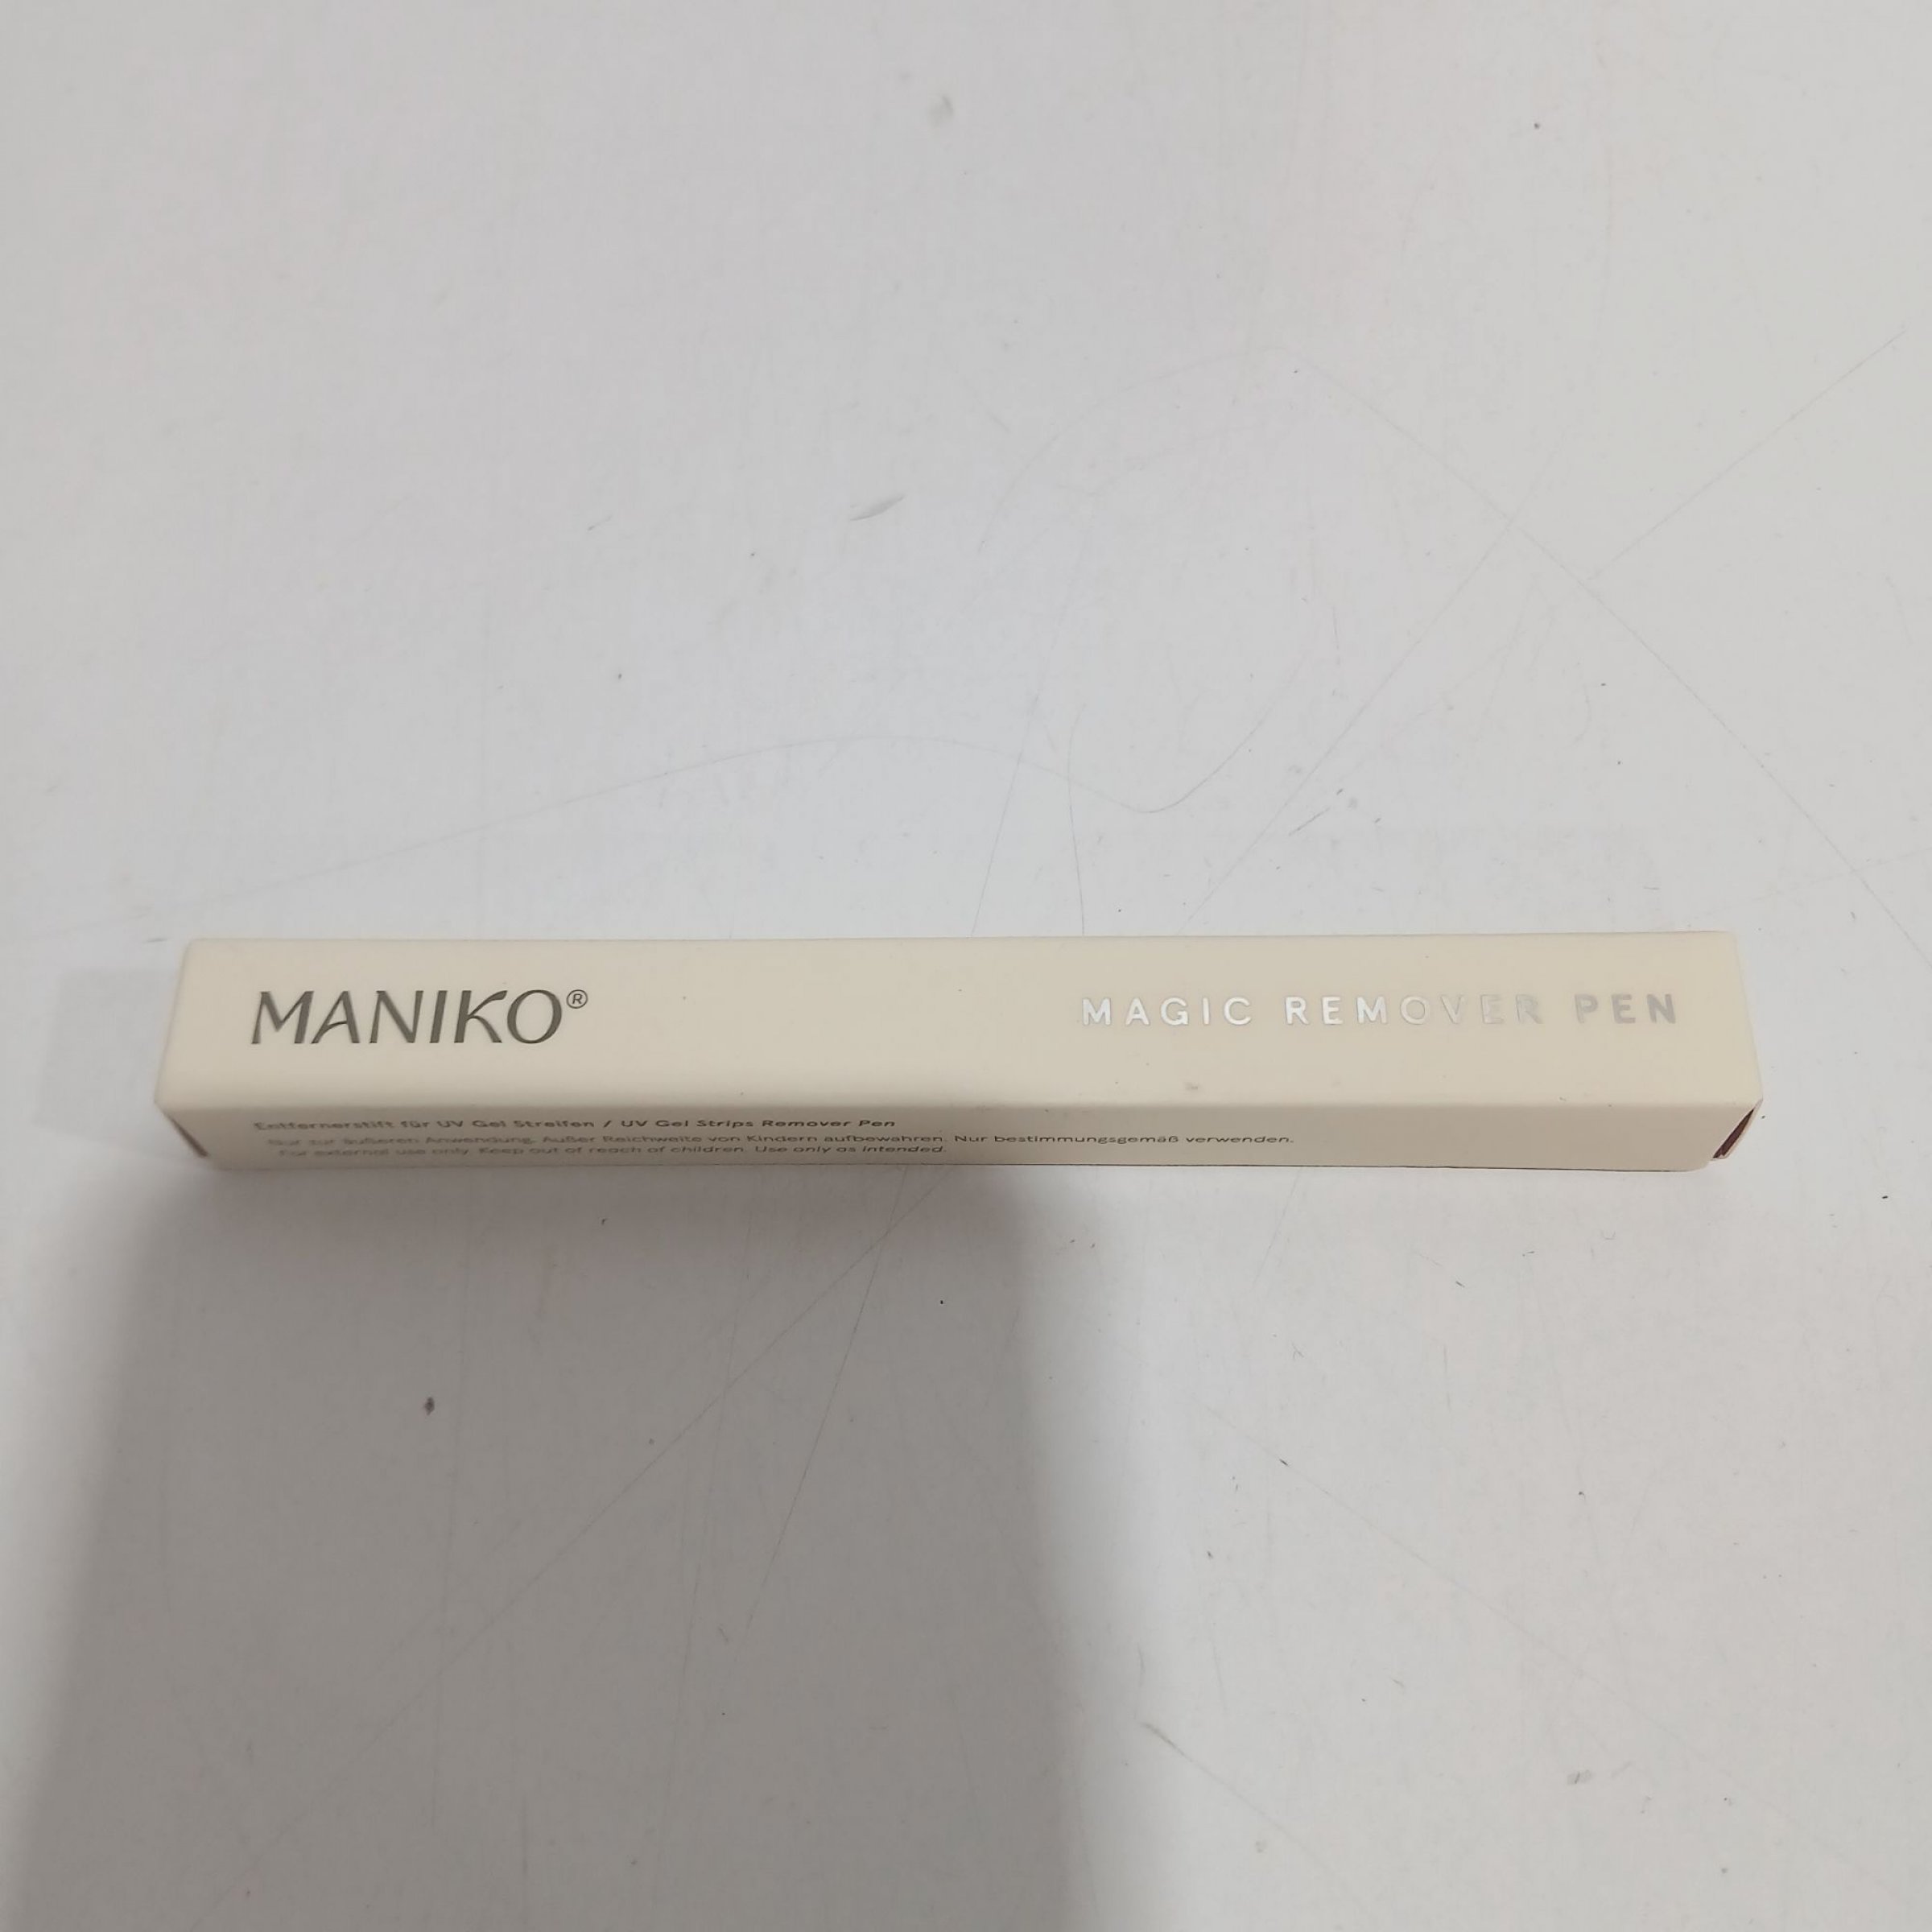 MANIKO®
MAGIC REMOVER PEN
Entfernerstift für UV Gel Streifen / UV Gel Strips Remover Pen
Nur zur äußeren Anwendung. Außer Reichweite von Kindern aufbewahren. Nur bestimmungsgemäß verwenden.
For external use only. Keep out of reach of children. Use only as intended.